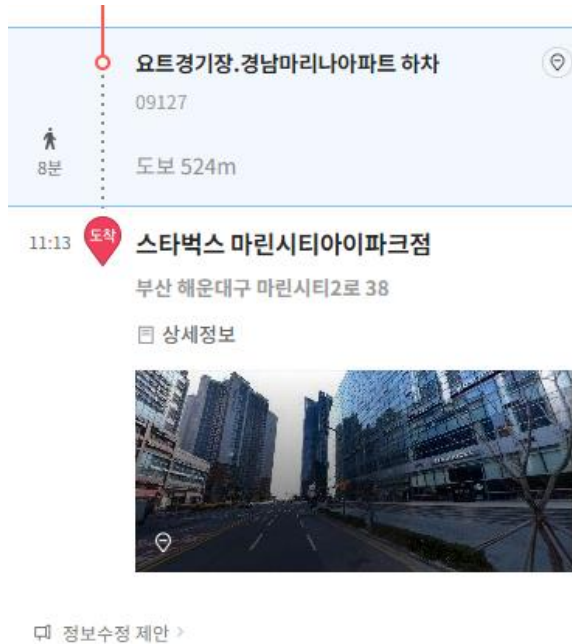 요트경기장.경남마리나아파트 하차
09127
8분
도보 524m
11:13
도착
스타벅스 마린시티아이파크점
부산 해운대구 마린시티2로 38
상세정보
정보수정 제안